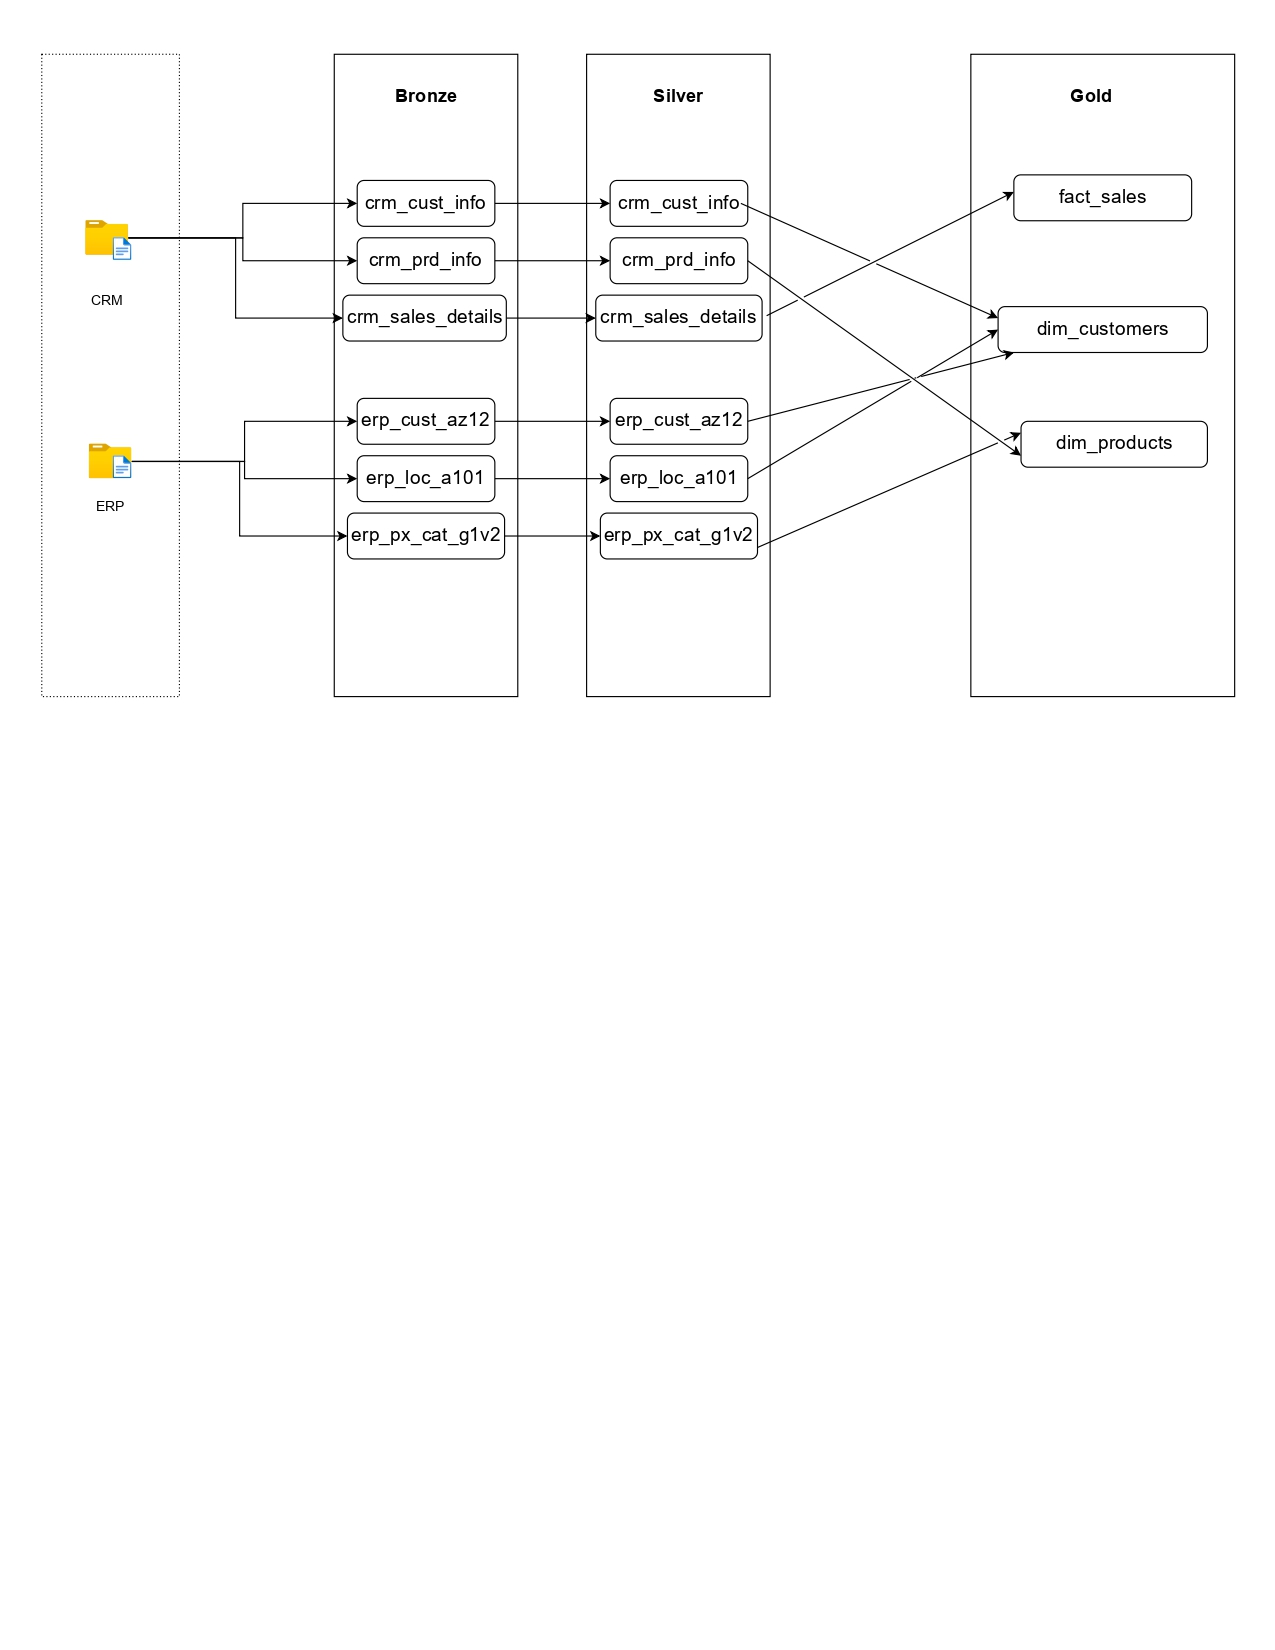 Bronze
Silver
Gold
CRM
ERP
crm_cust_info
crm_prd_info
crm_sales_details
erp_cust_az12
erp_loc_a101
erp_px_cat_g1v2
crm_cust_info
crm_prd_info
crm_sales_details
erp_cust_az12
erp_loc_a101
erp_px_cat_g1v2
fact_sales
dim_customers
dim_products